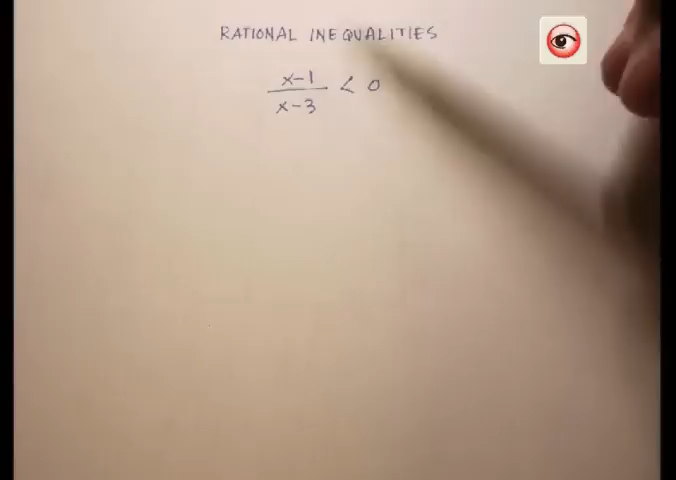 RATIONAL INEQUALITIES
x-1
x-3 < 0